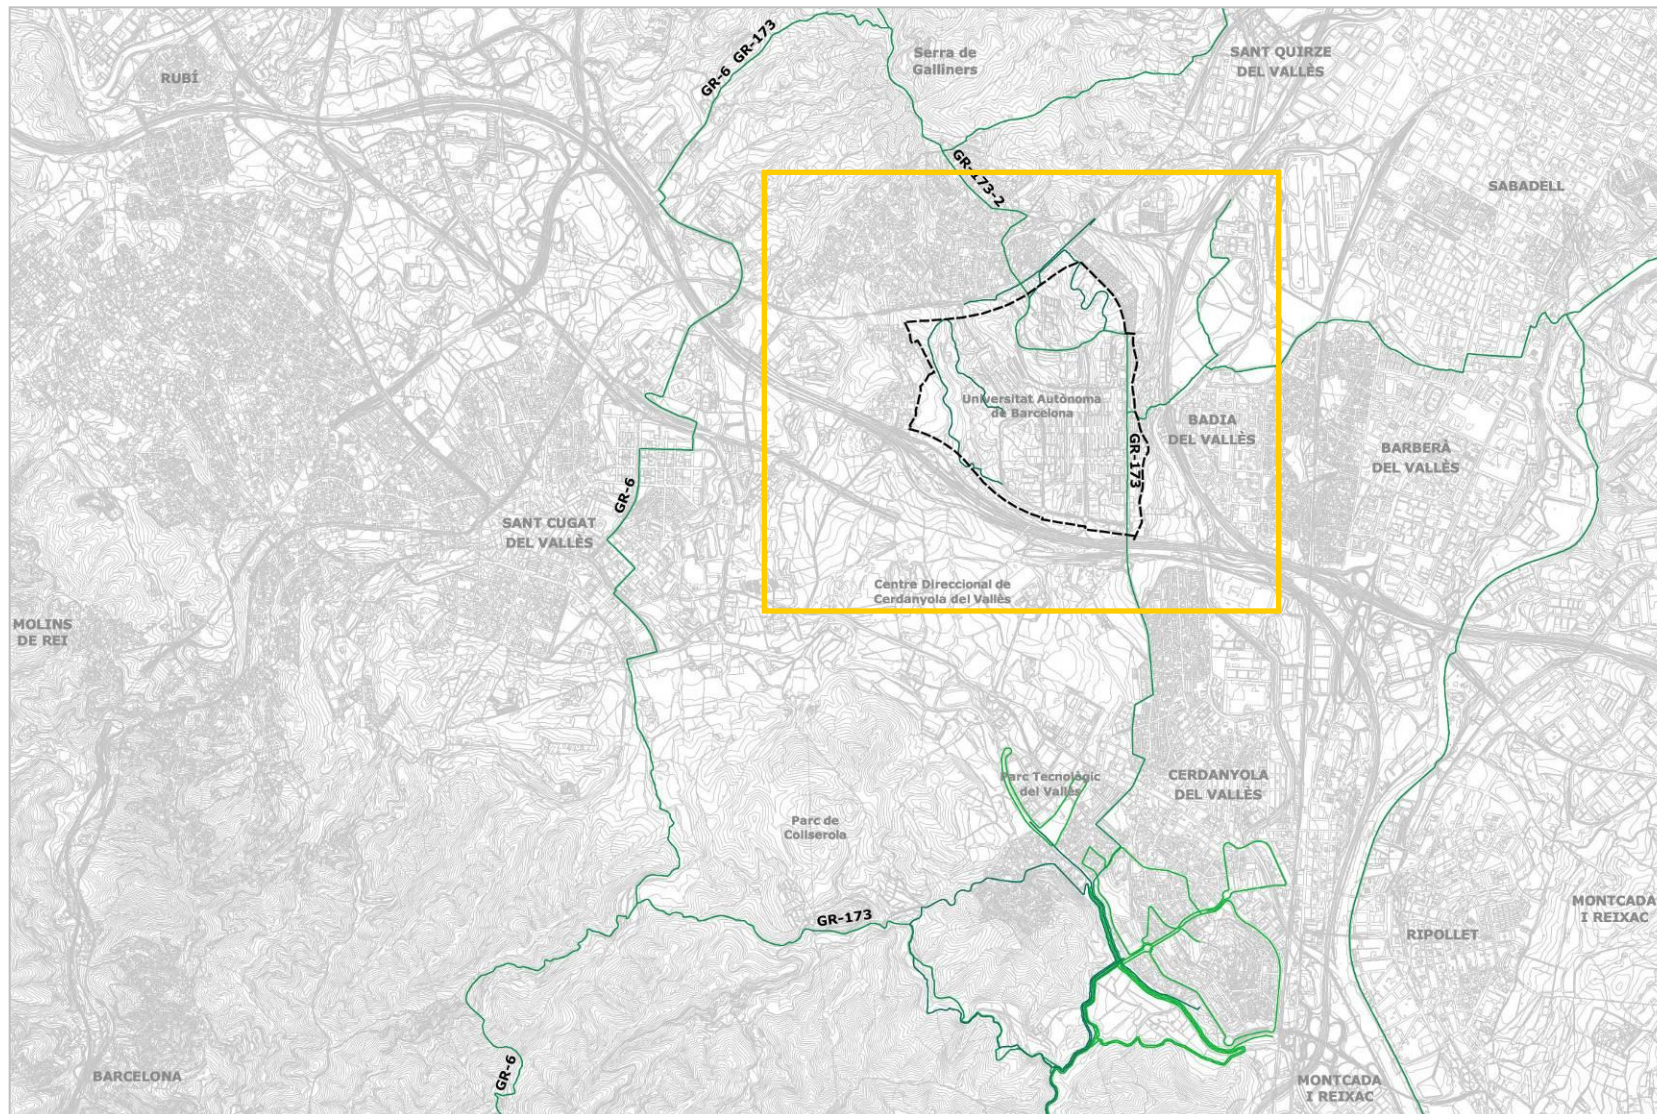 GR-6 GR-173
Serra de
Galliners
SANT QUIRZE
DEL VALLÈS
RUBÍ
GR-173-2
SABADELL
Universitat Autònoma
de Barcelona
BADIA
DEL VALLÈS
GR-173
BARBERÀ
DEL VALLÈS
GR-6
SANT CUGAT
DEL VALLÈS
Centre Direccional de
Cerdanyola del Vallès
MOLINS
DE REI
Parc Tecnològic
del Vallès
CERDANYOLA
DEL VALLÈS
Parc de
Collserola
GR-173
MONTCADA
I REIXAC
RIPOLLET
GR-6
BARCELONA
MONTCADA
I REIXAC